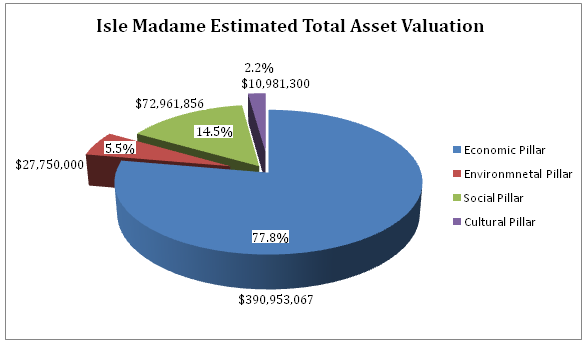 Isle Madame Estimated Total Asset Valuation
2.2%
$10,981,300
$72,961,856
14.5%
5.5%
$27,750,000
Economic Pillar
Environmnetal Pillar
Social Pillar
Cultural Pillar
77.8%
$390,953,067